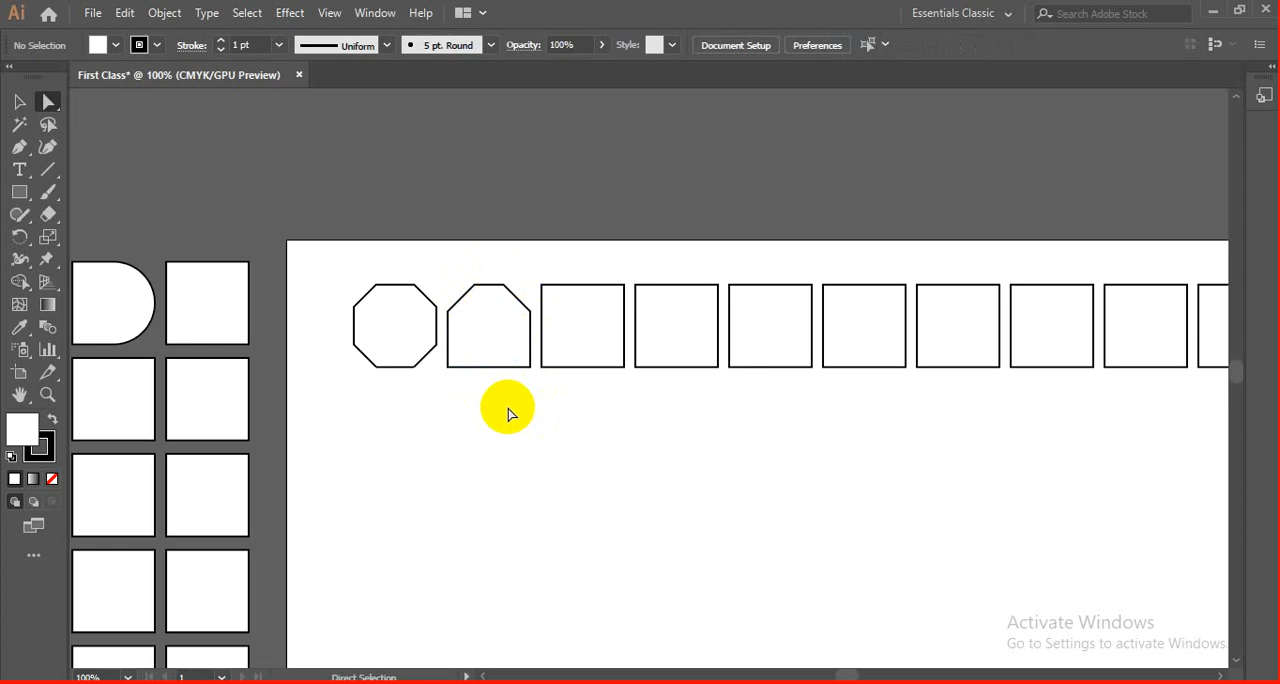 Ai File Edit Object Type Select Effect View Window Help Essentials Classic Search Adobe Stock
No Selection Stroke: 1 pt Uniform 5 pt. Round Opacity: 100% Style: Document Setup Preferences
First Class* @ 100% (CMYK/GPU Preview)
T
Activate Windows
Go to Settings to activate Windows.
100% 1 Direct Selection